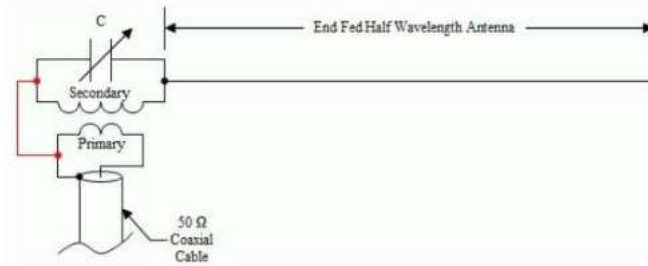 C
End Fed Half Wavelength Antenna
Secondary
Primary
50 Ω
Coaxial
Cable